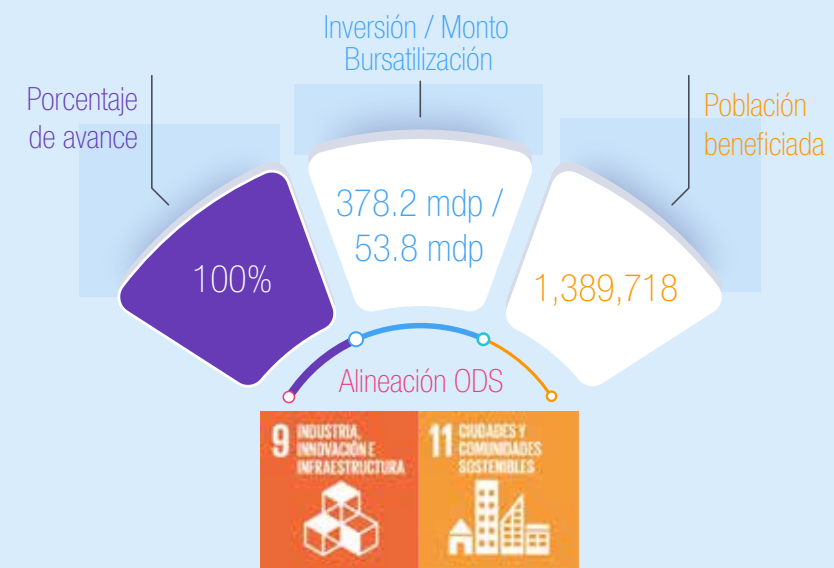 Inversión / Monto
Bursatilización
Porcentaje
de avance
Población
beneficiada
378.2 mdp /
53.8 mdp
100%
1,389,718
Alineación ODS
9 INDUSTRIA,
INNOVACIÓN E
INFRAESTRUCTURA
11 CIUDADES Y
COMUNIDADES
SOSTENIBLES